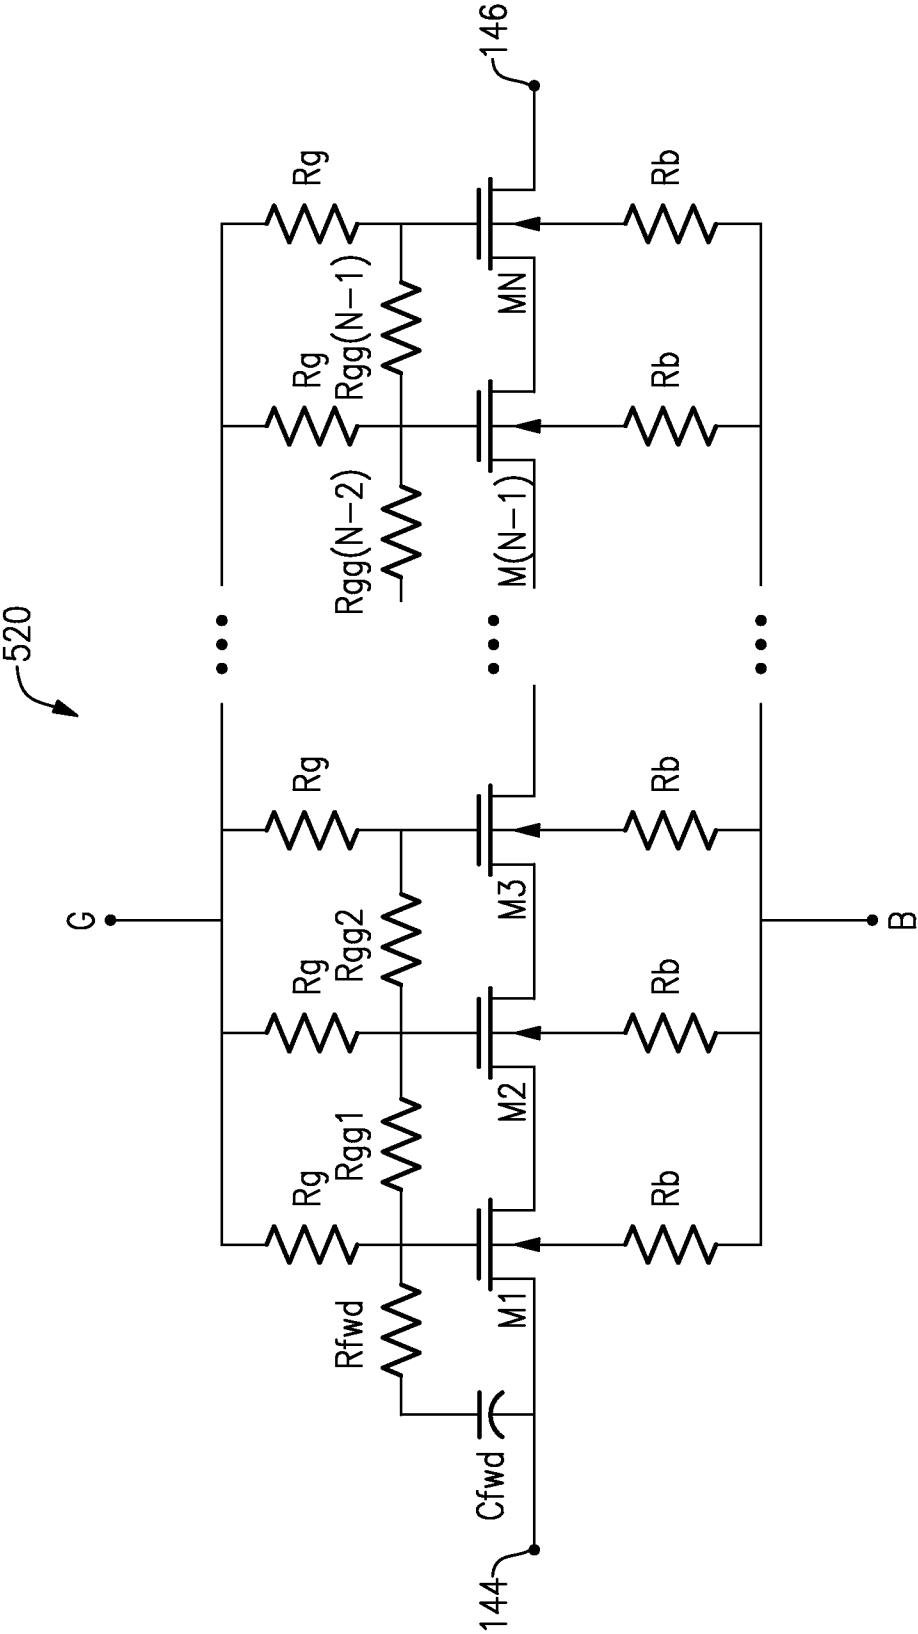 520
G
Rg
Rg
Rg
Rg
Rg
Rfwd
Rgg1
Rgg2
Rgg(N-2)
Rgg(N-1)
Cfwd
M1
M2
M3
M(N-1)
MN
144
146
Rb
Rb
Rb
Rb
Rb
B